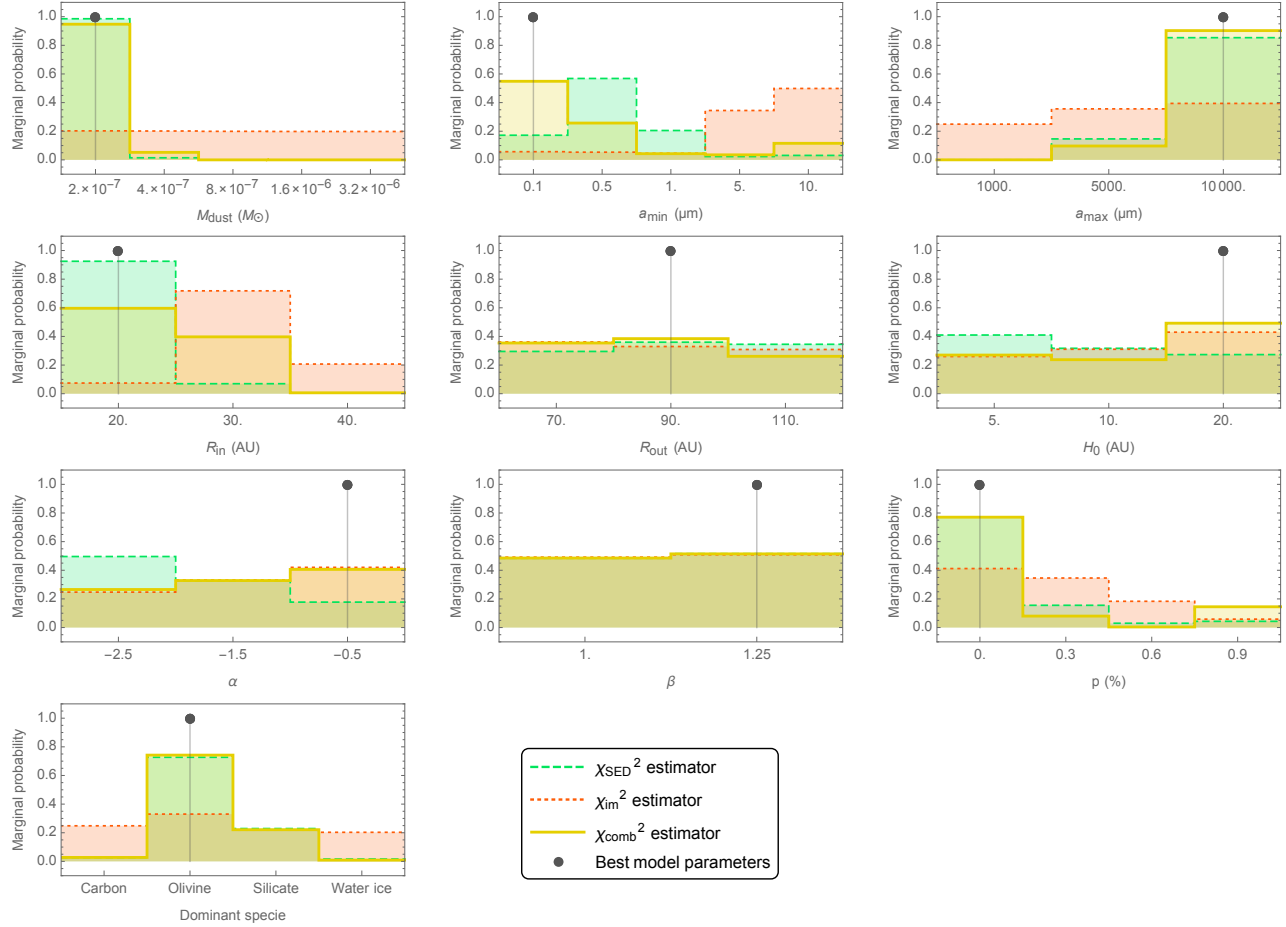 Marginal probability
1.0
0.8
0.6
0.4
0.2
0.0
2.×10⁻⁷ 4.×10⁻⁷ 8.×10⁻⁷ 1.6×10⁻⁶ 3.2×10⁻⁶
M_dust (M⊙)
Marginal probability
1.0
0.8
0.6
0.4
0.2
0.0
0.1 0.5 1. 5. 10.
a_min (μm)
Marginal probability
1.0
0.8
0.6
0.4
0.2
0.0
1000. 5000. 10000.
a_max (μm)
Marginal probability
1.0
0.8
0.6
0.4
0.2
0.0
20. 30. 40.
R_in (AU)
Marginal probability
1.0
0.8
0.6
0.4
0.2
0.0
70. 90. 110.
R_out (AU)
Marginal probability
1.0
0.8
0.6
0.4
0.2
0.0
5. 10. 20.
H_0 (AU)
Marginal probability
1.0
0.8
0.6
0.4
0.2
0.0
−2.5 −1.5 −0.5
α
Marginal probability
1.0
0.8
0.6
0.4
0.2
0.0
1. 1.25
β
Marginal probability
1.0
0.8
0.6
0.4
0.2
0.0
0. 0.3 0.6 0.9
p (%)
Marginal probability
1.0
0.8
0.6
0.4
0.2
0.0
Carbon Olivine Silicate Water ice
Dominant specie
χ_SED² estimator
χ_im² estimator
χ_comb² estimator
Best model parameters